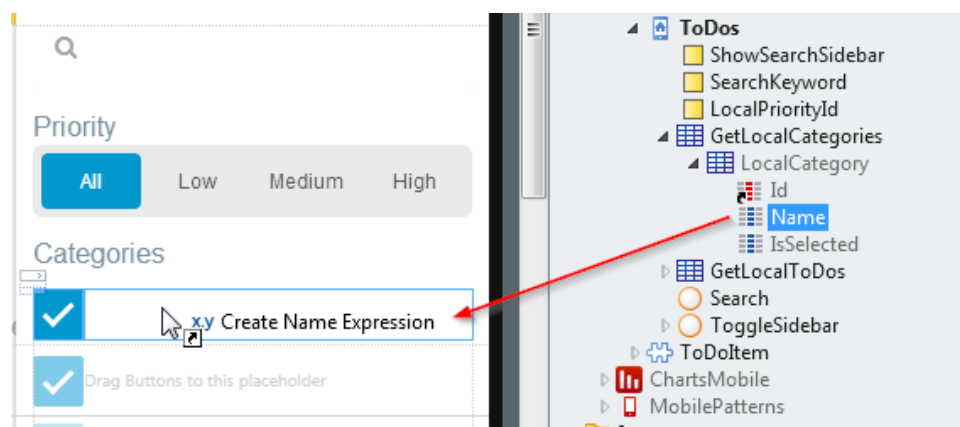 Priority
All Low Medium High
Categories
x.y Create Name Expression
Drag Buttons to this placeholder
ToDos
ShowSearchSidebar
SearchKeyword
LocalPriorityId
GetLocalCategories
LocalCategory
Id
Name
IsSelected
GetLocalToDos
Search
ToggleSidebar
ToDoItem
ChartsMobile
MobilePatterns